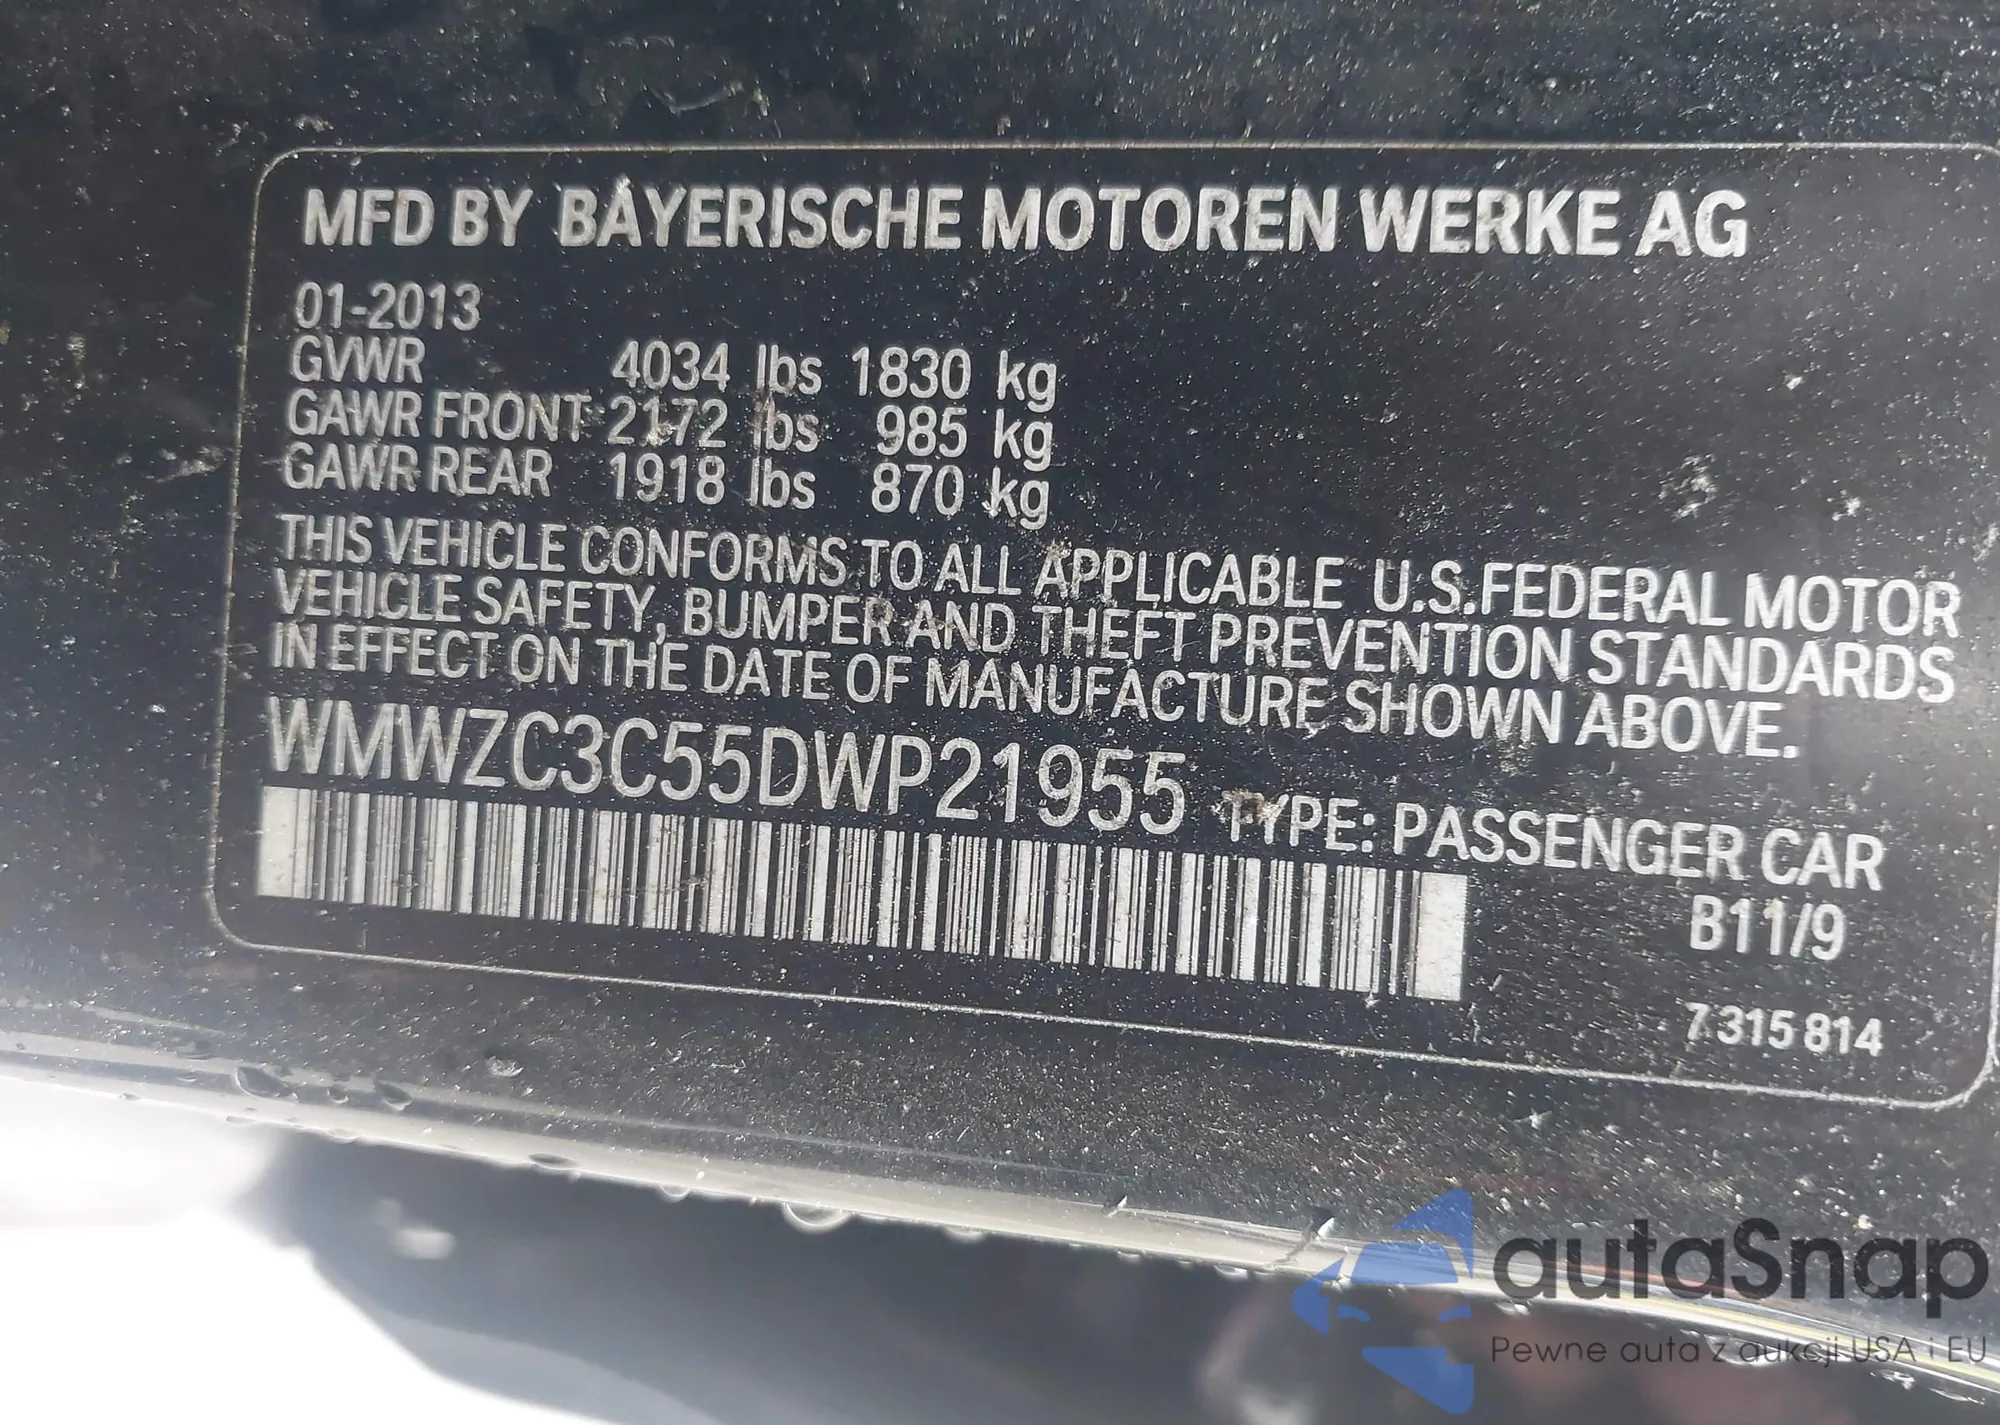 MFD BY BAYERISCHE MOTOREN WERKE AG
01-2013
GVWR 4034 lbs 1830 kg
GAWR FRONT 2172 lbs 985 kg
GAWR REAR 1918 lbs 870 kg
THIS VEHICLE CONFORMS TO ALL APPLICABLE U.S.FEDERAL MOTOR
VEHICLE SAFETY, BUMPER AND THEFT PREVENTION STANDARDS
IN EFFECT ON THE DATE OF MANUFACTURE SHOWN ABOVE.
WMWZC3C55DWP21955 TYPE: PASSENGER CAR
B11/9
7 315 814
autaSnap
Pewne auta z aukcji USA i EU